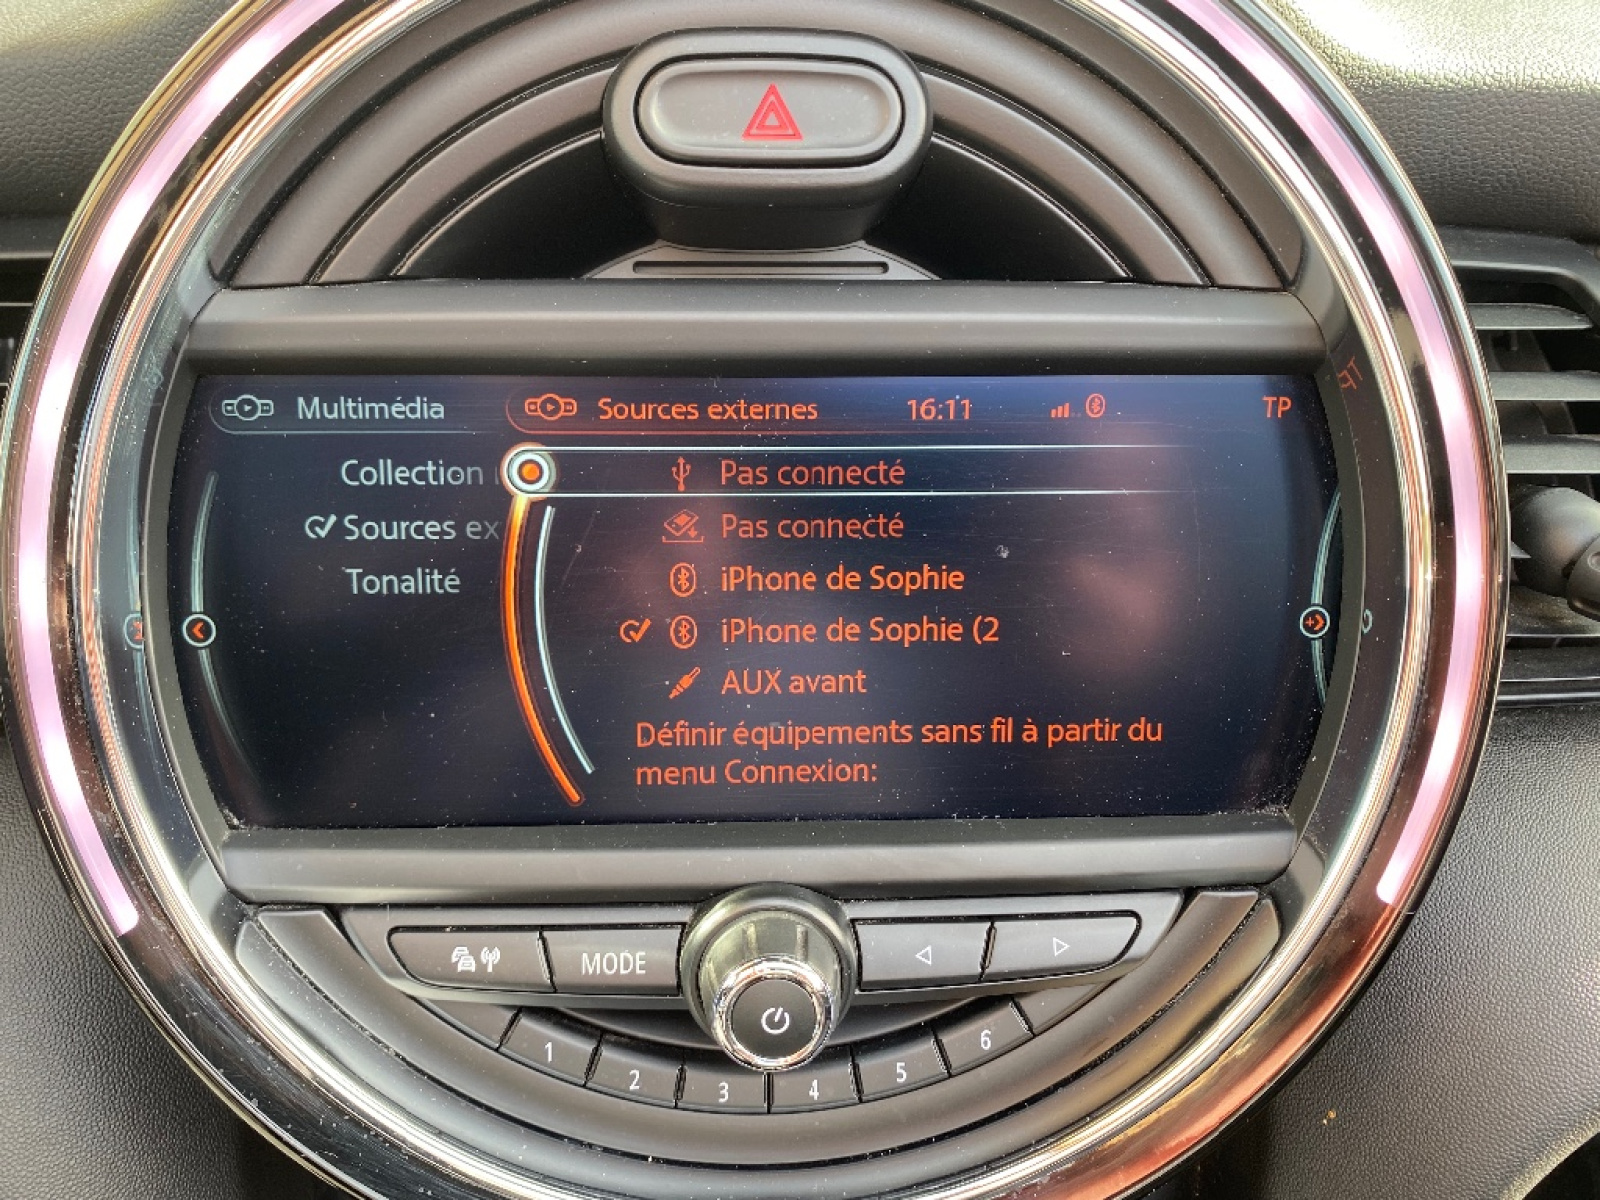 Multimédia
Sources externes
16:11
TP
Collection
Sources ex
Tonalité
Pas connecté
Pas connecté
iPhone de Sophie
iPhone de Sophie (2
AUX avant
Définir équipements sans fil à partir du
menu Connexion:
MODE
1
2
3
4
5
6